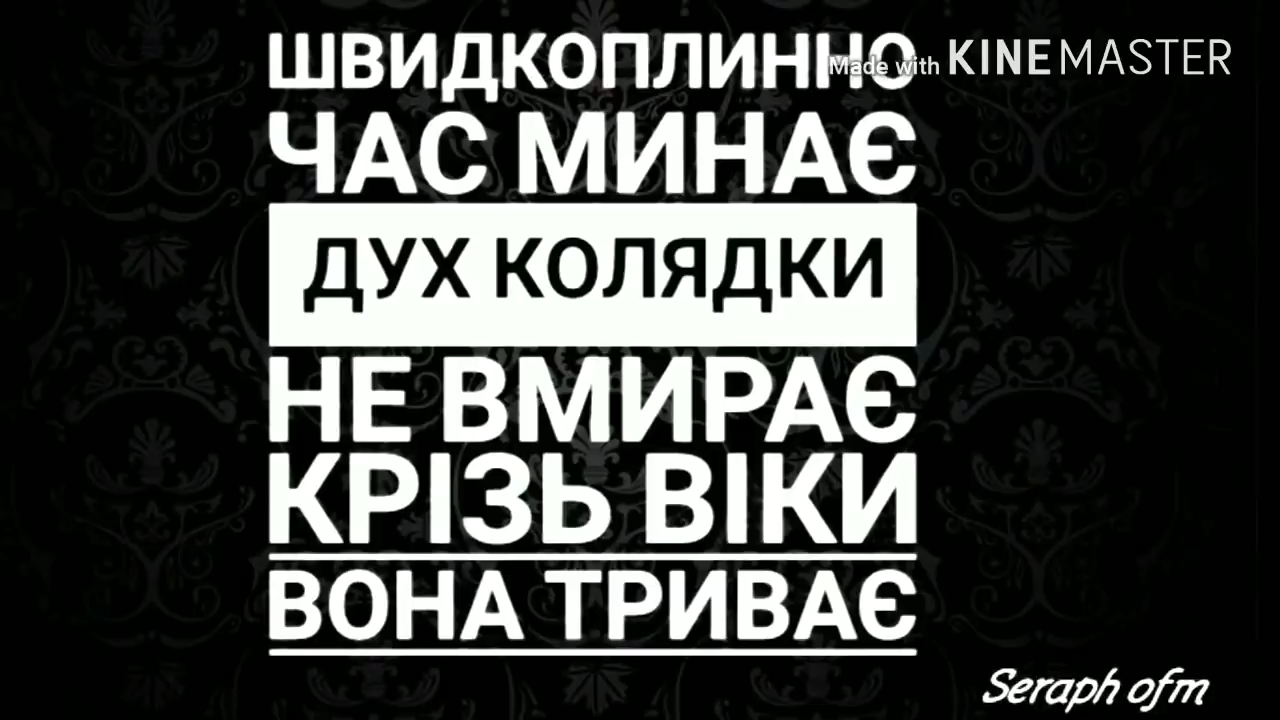 ШВИДКОПЛИННО
Made with KINEMASTER
ЧАС МИНАЄ
ДУХ КОЛЯДКИ
НЕ ВМИРАЄ
КРІЗЬ ВІКИ
ВОНА ТРИВАЄ
Seraph ofm